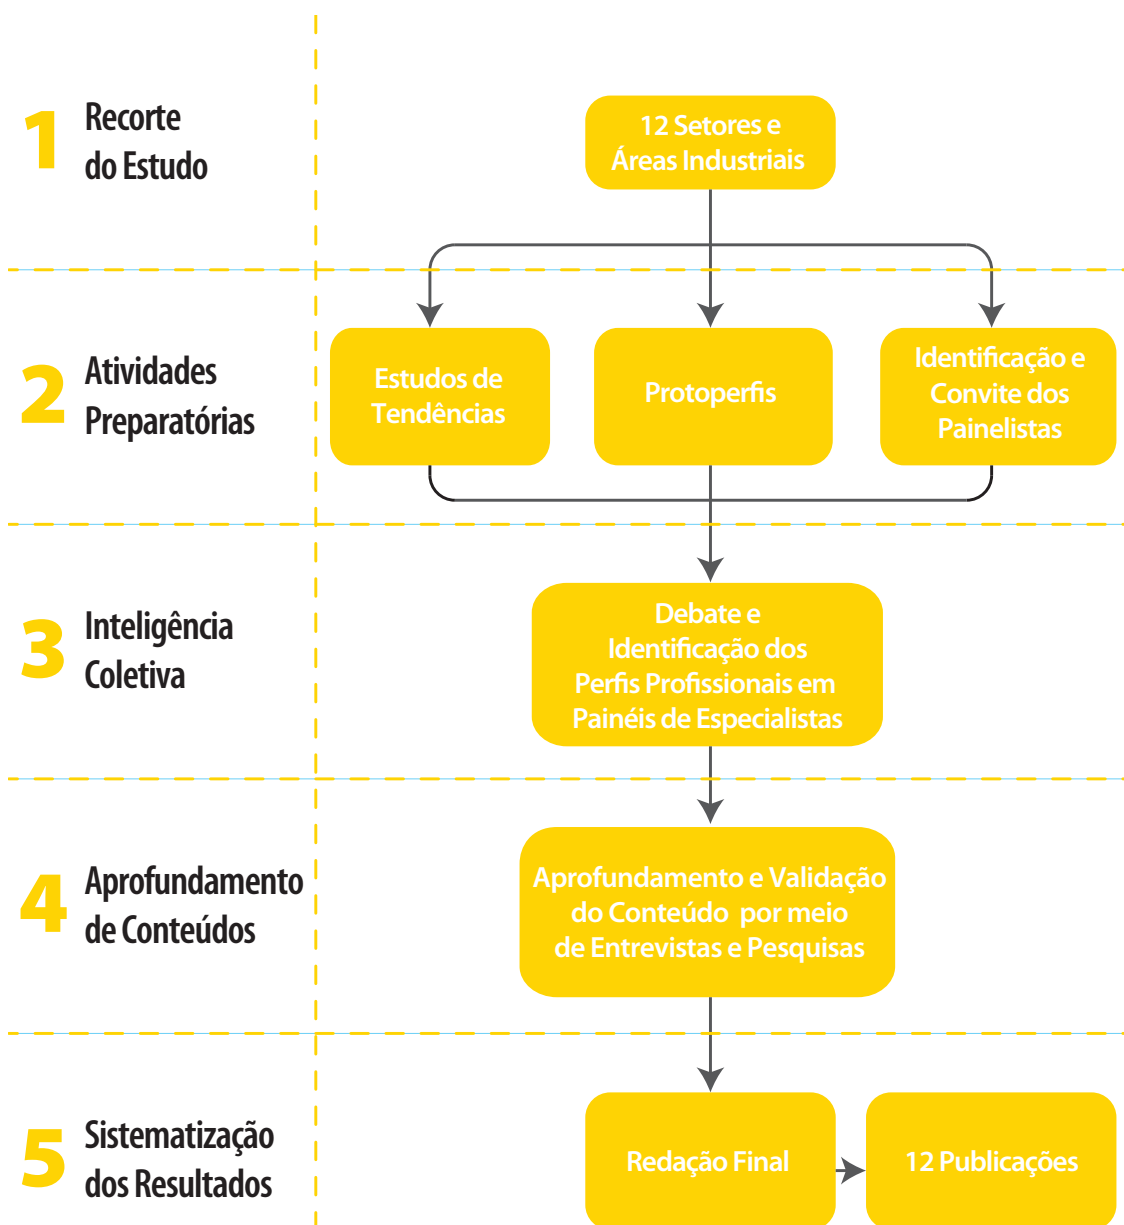 1
Recorte
do Estudo
12 Setores e
Áreas Industriais
2
Atividades
Preparatórias
Estudos de
Tendências
Protoperfis
Identificação e
Convite dos
Painelistas
3
Inteligência
Coletiva
Debate e
Identificação dos
Perfis Profissionais em
Painéis de Especialistas
4
Aprofundamento
de Conteúdos
Aprofundamento e Validação
do Conteúdo por meio
de Entrevistas e Pesquisas
5
Sistematização
dos Resultados
Redação Final
12 Publicações